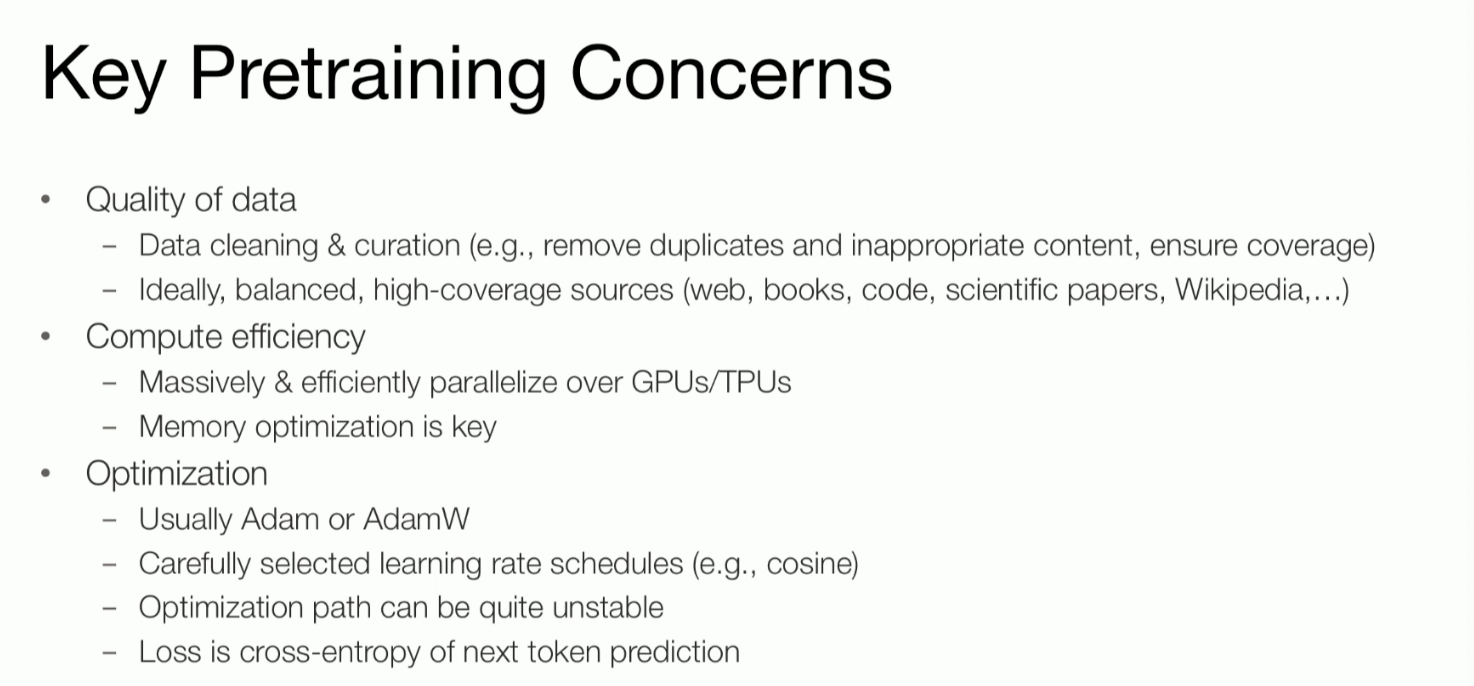 Key Pretraining Concerns
• Quality of data
– Data cleaning & curation (e.g., remove duplicates and inappropriate content, ensure coverage)
– Ideally, balanced, high-coverage sources (web, books, code, scientific papers, Wikipedia,…)
• Compute efficiency
– Massively & efficiently parallelize over GPUs/TPUs
– Memory optimization is key
• Optimization
– Usually Adam or AdamW
– Carefully selected learning rate schedules (e.g., cosine)
– Optimization path can be quite unstable
– Loss is cross-entropy of next token prediction